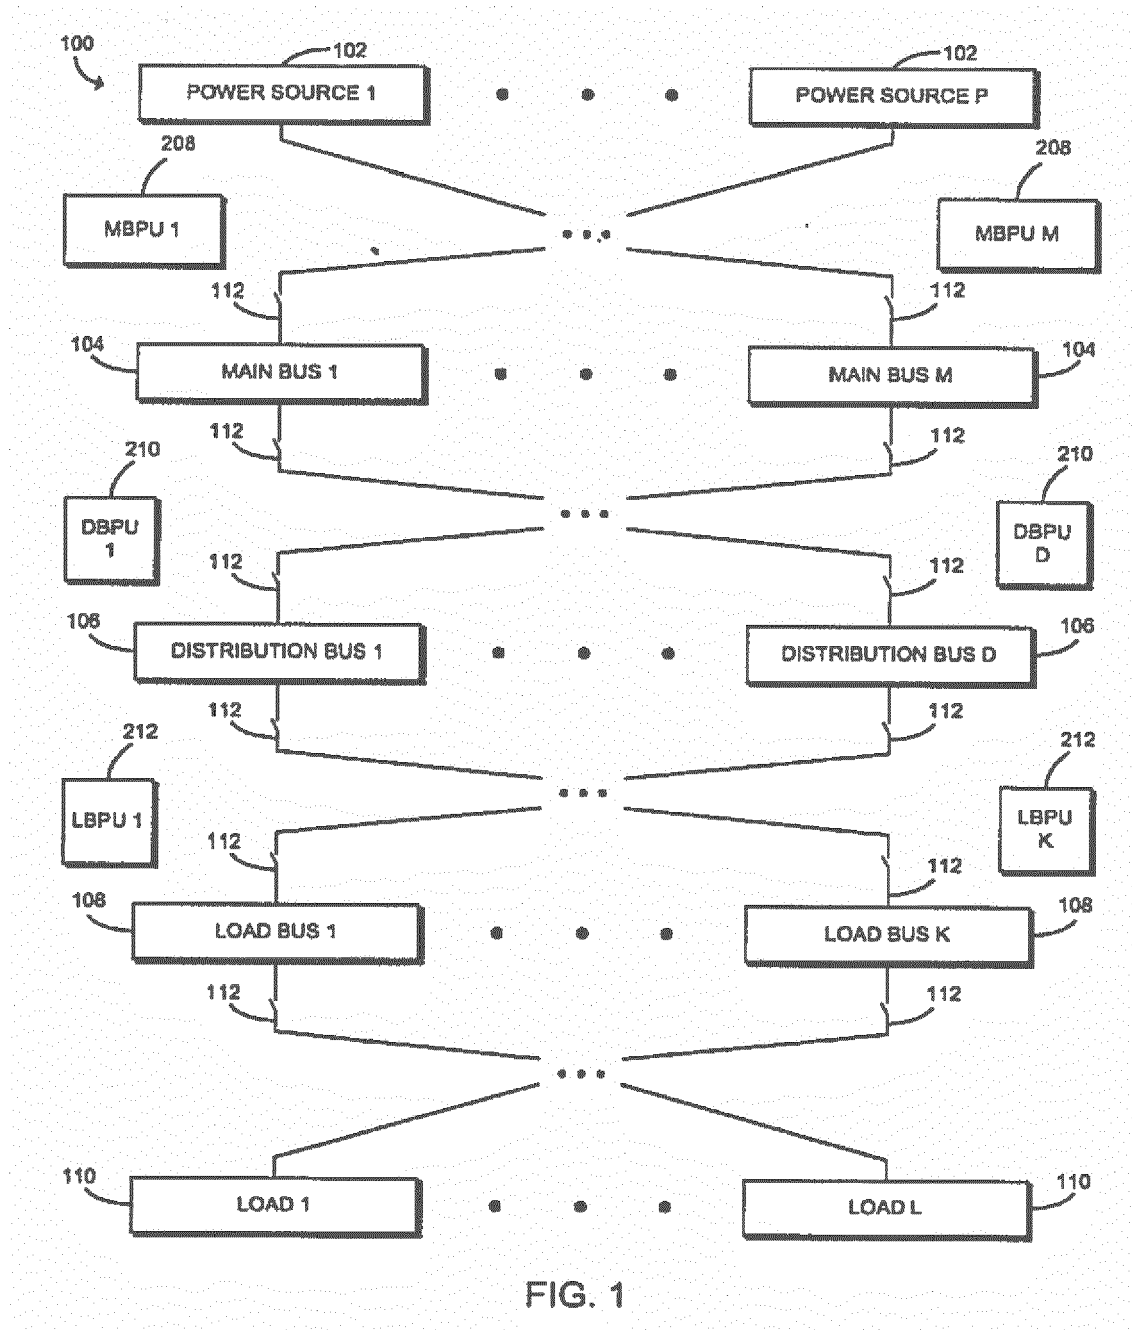 100
102
102
POWER SOURCE 1
POWER SOURCE P
208
208
MBPU 1
MBPU M
112
112
104
104
MAIN BUS 1
MAIN BUS M
112
112
210
210
DBPU
1
DBPU
D
112
112
106
106
DISTRIBUTION BUS 1
DISTRIBUTION BUS D
112
112
212
212
LBPU 1
LBPU
K
112
112
108
108
LOAD BUS 1
LOAD BUS K
112
112
110
110
LOAD 1
LOAD L
FIG. 1